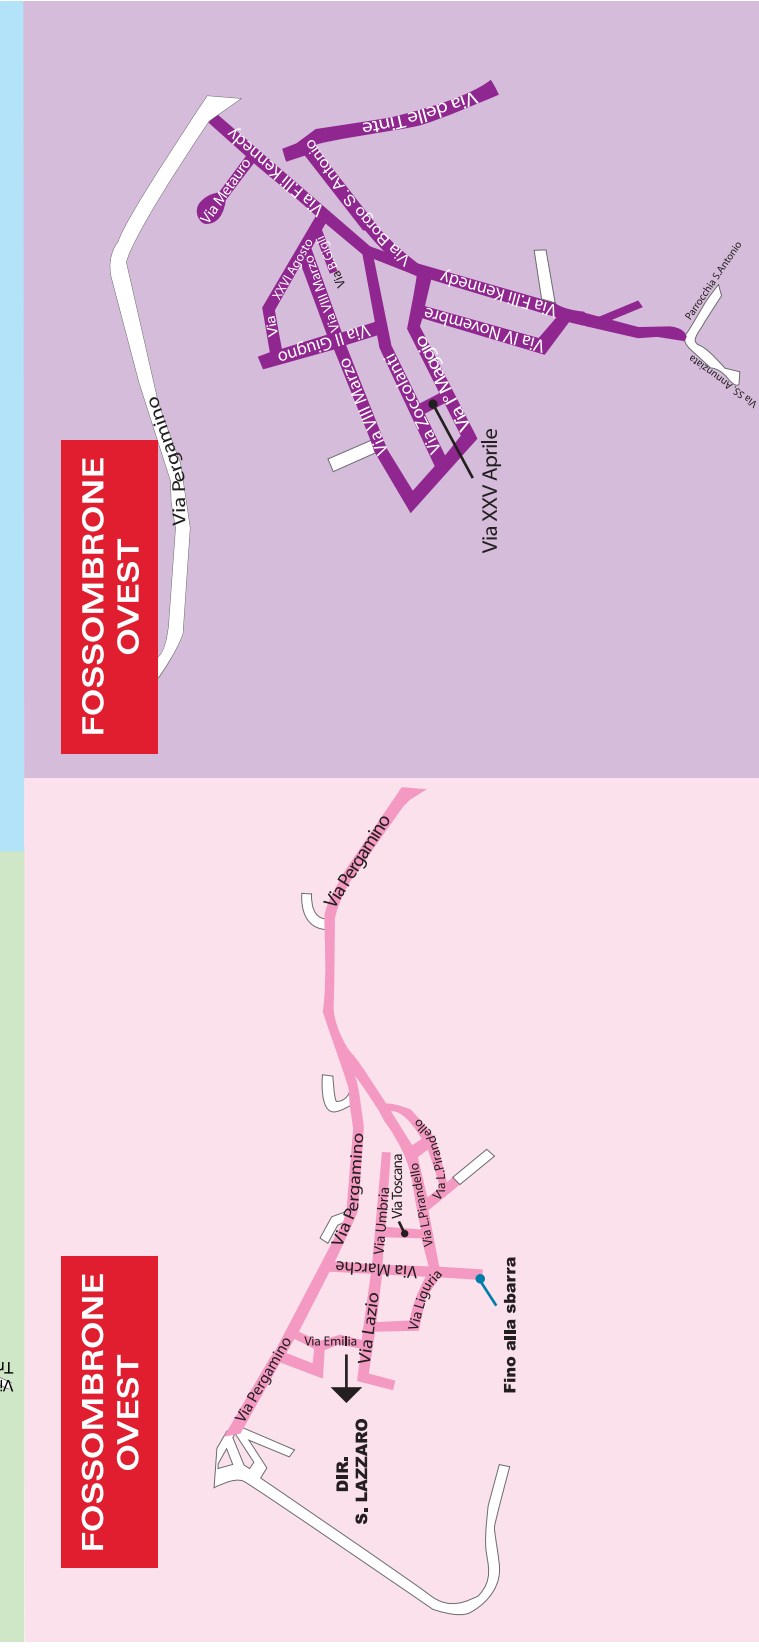 FOSSOMBRONE
OVEST
Via Pergamino
Via F.lli Kennedy
Via Metauro
Via delle Tinte
Via Borgo S. Antonio
Via XXVI Agosto
Via VIII Marzo
Via B.Gigli
Via II Giugno
Via VIII Marzo
Via Zoccolanti
Via I° Maggio
Via F.lli Kennedy
Via IV Novembre
Via XXV Aprile
Parrocchia S.Antonio
Via SS. Annunziata
FOSSOMBRONE
OVEST
Via Pergamino
Via Pergamino
Via Pergamino
Via L.Pirandello
Via L.Pirandello
Via Toscana
Via Umbria
Via Marche
Via Liguria
Via Lazio
Via Emilia
Fino alla sbarra
DIR.
S. LAZZARO